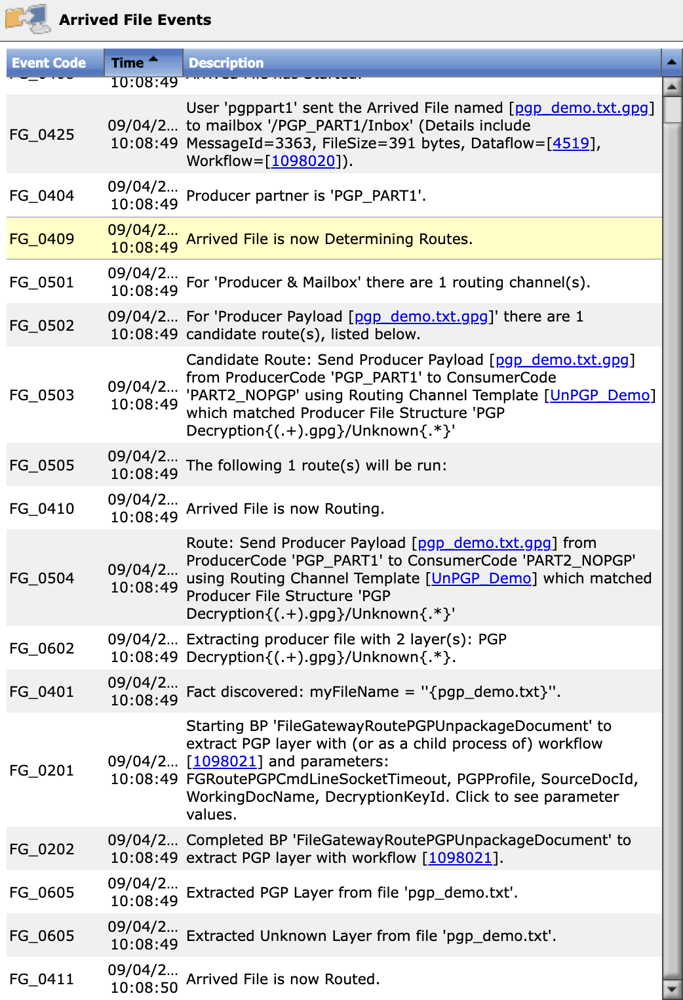 Arrived File Events
Event Code Time Description
10:08:49
FG_0425 09/04/2... 10:08:49 User 'pgppart1' sent the Arrived File named [pgp_demo.txt.gpg]
to mailbox '/PGP_PART1/Inbox' (Details include
MessageId=3363, FileSize=391 bytes, Dataflow=[4519],
Workflow=[1098020]).
FG_0404 09/04/2... 10:08:49 Producer partner is 'PGP_PART1'.
FG_0409 09/04/2... 10:08:49 Arrived File is now Determining Routes.
FG_0501 09/04/2... 10:08:49 For 'Producer & Mailbox' there are 1 routing channel(s).
FG_0502 09/04/2... 10:08:49 For 'Producer Payload [pgp_demo.txt.gpg]' there are 1
candidate route(s), listed below.
FG_0503 09/04/2... 10:08:49 Candidate Route: Send Producer Payload [pgp_demo.txt.gpg]
from ProducerCode 'PGP_PART1' to ConsumerCode
'PART2_NOPGP' using Routing Channel Template [UnPGP_Demo]
which matched Producer File Structure 'PGP
Decryption{(.+).gpg}/Unknown{.*}'
FG_0505 09/04/2... 10:08:49 The following 1 route(s) will be run:
FG_0410 09/04/2... 10:08:49 Arrived File is now Routing.
FG_0504 09/04/2... 10:08:49 Route: Send Producer Payload [pgp_demo.txt.gpg] from
ProducerCode 'PGP_PART1' to ConsumerCode 'PART2_NOPGP'
using Routing Channel Template [UnPGP_Demo] which matched
Producer File Structure 'PGP
Decryption{(.+).gpg}/Unknown{.*}'
FG_0602 09/04/2... 10:08:49 Extracting producer file with 2 layer(s): PGP
Decryption{(.+).gpg}/Unknown{.*}.
FG_0401 09/04/2... 10:08:49 Fact discovered: myFileName = ''{pgp_demo.txt}''.
FG_0201 09/04/2... 10:08:49 Starting BP 'FileGatewayRoutePGPUnpackageDocument' to
extract PGP layer with (or as a child process of) workflow
[1098021] and parameters:
FGRoutePGPCmdLineSocketTimeout, PGPProfile, SourceDocId,
WorkingDocName, DecryptionKeyId. Click to see parameter
values.
FG_0202 09/04/2... 10:08:49 Completed BP 'FileGatewayRoutePGPUnpackageDocument' to
extract PGP layer with workflow [1098021].
FG_0605 09/04/2... 10:08:49 Extracted PGP Layer from file 'pgp_demo.txt'.
FG_0605 09/04/2... 10:08:49 Extracted Unknown Layer from file 'pgp_demo.txt'.
FG_0411 09/04/2... 10:08:50 Arrived File is now Routed.